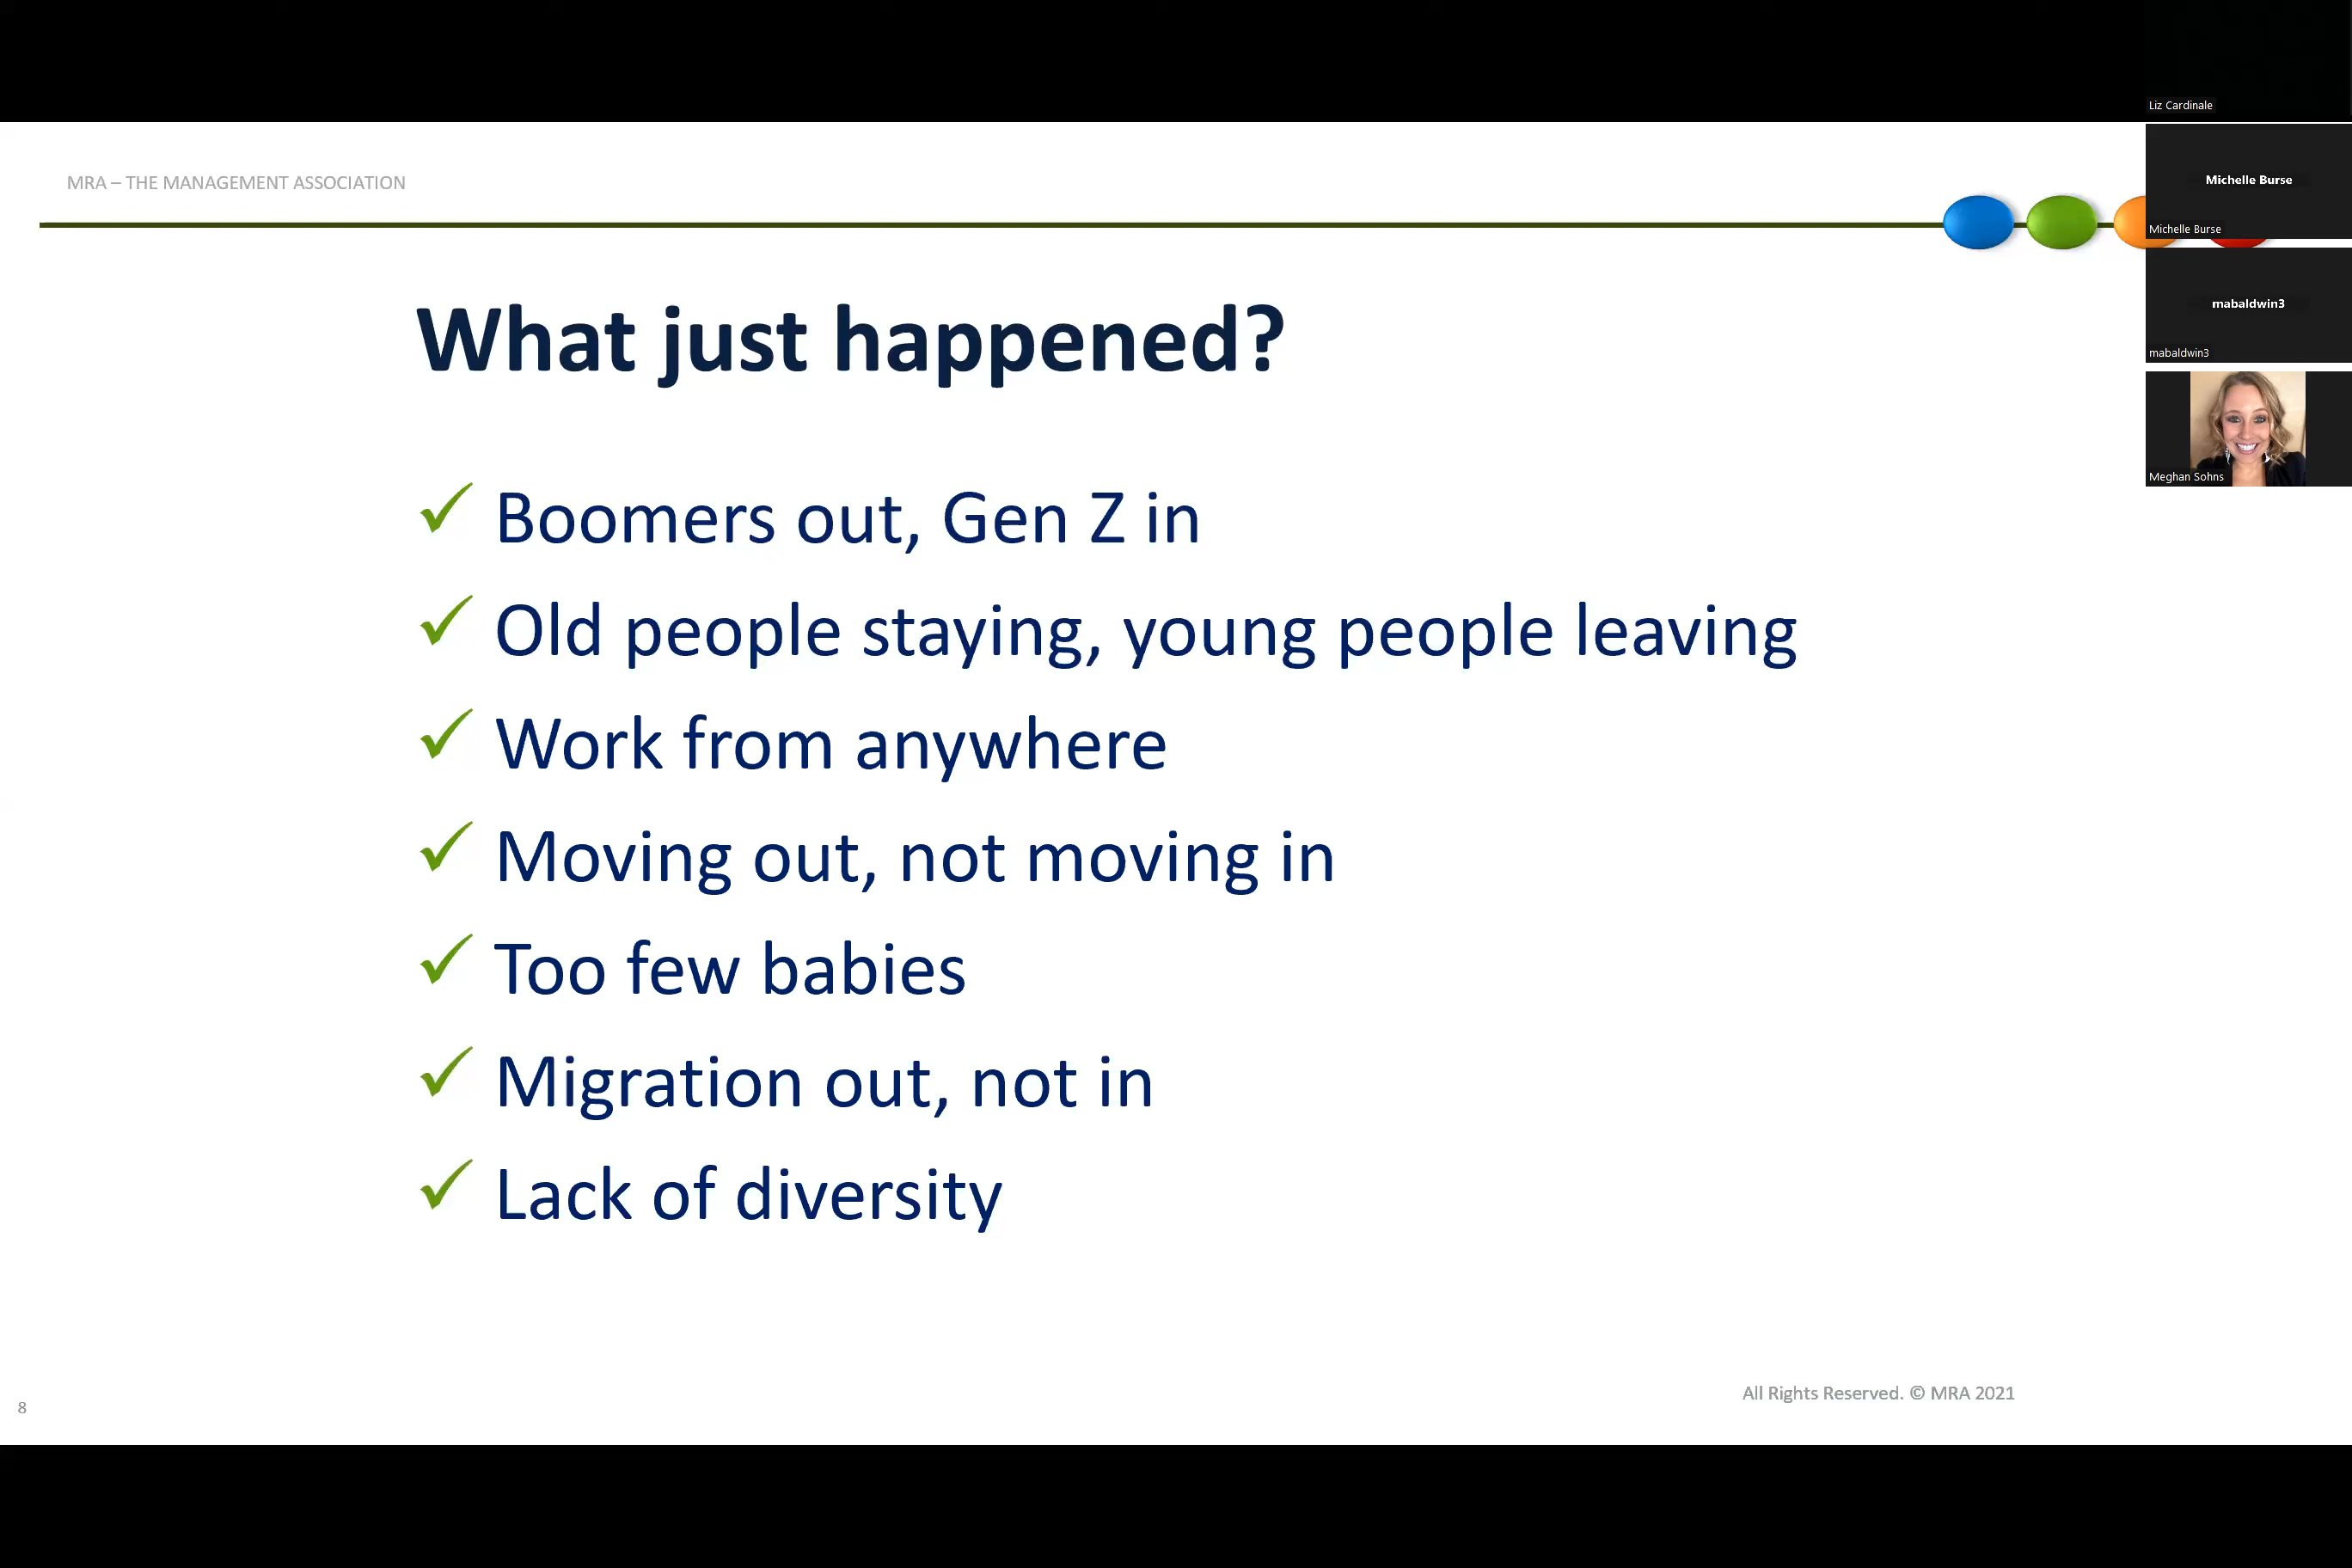 Liz Cardinale
MRA – THE MANAGEMENT ASSOCIATION
Michelle Burse
Michelle Burse
mabaldwin3
mabaldwin3
Meghan Sohns
What just happened?
✓ Boomers out, Gen Z in
✓ Old people staying, young people leaving
✓ Work from anywhere
✓ Moving out, not moving in
✓ Too few babies
✓ Migration out, not in
✓ Lack of diversity
All Rights Reserved. © MRA 2021
8